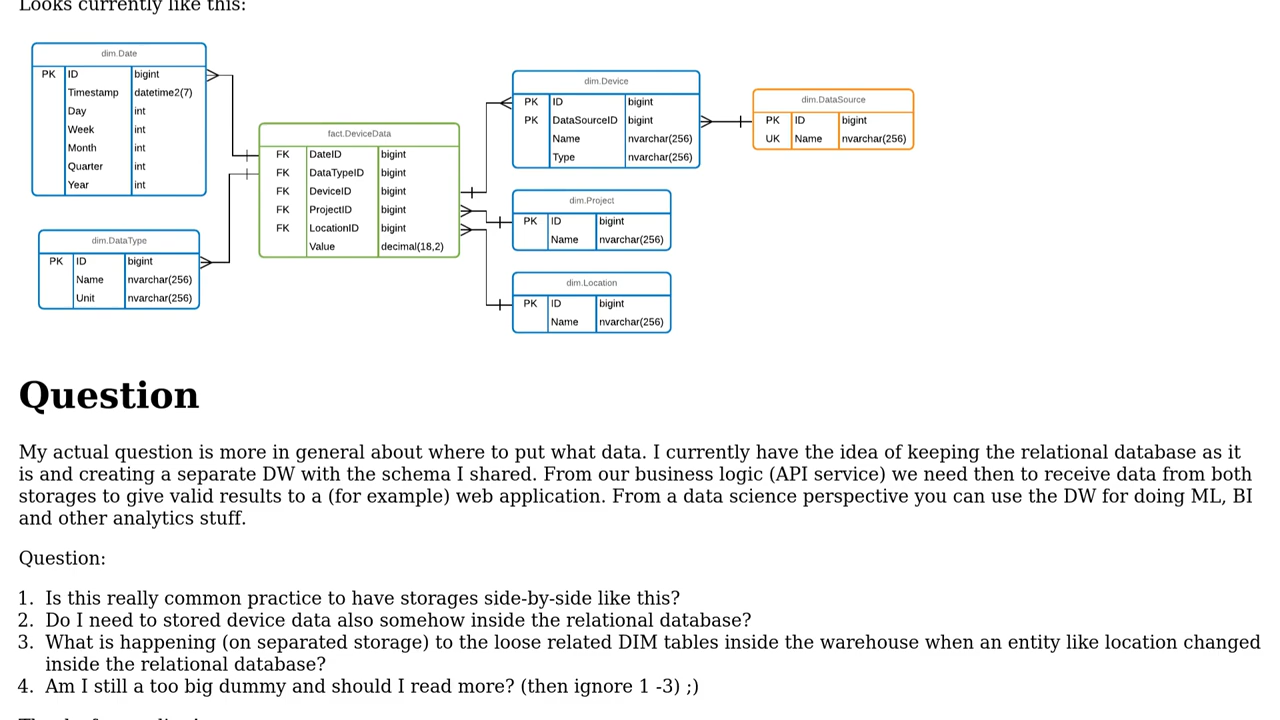 Looks currently like this:
dim.Date
PK ID bigint
Timestamp datetime2(7)
Day int
Week int
Month int
Quarter int
Year int
dim.DataType
PK ID bigint
Name nvarchar(256)
Unit nvarchar(256)
fact.DeviceData
FK DateID bigint
FK DataTypeID bigint
FK DeviceID bigint
FK ProjectID bigint
FK LocationID bigint
Value decimal(18,2)
dim.Device
PK ID bigint
PK DataSourceID bigint
Name nvarchar(256)
Type nvarchar(256)
dim.Project
PK ID bigint
Name nvarchar(256)
dim.Location
PK ID bigint
Name nvarchar(256)
dim.DataSource
PK ID bigint
UK Name nvarchar(256)
Question
My actual question is more in general about where to put what data. I currently have the idea of keeping the relational database as it
is and creating a separate DW with the schema I shared. From our business logic (API service) we need then to receive data from both
storages to give valid results to a (for example) web application. From a data science perspective you can use the DW for doing ML, BI
and other analytics stuff.
Question:
1. Is this really common practice to have storages side-by-side like this?
2. Do I need to stored device data also somehow inside the relational database?
3. What is happening (on separated storage) to the loose related DIM tables inside the warehouse when an entity like location changed
inside the relational database?
4. Am I still a too big dummy and should I read more? (then ignore 1 -3) ;)